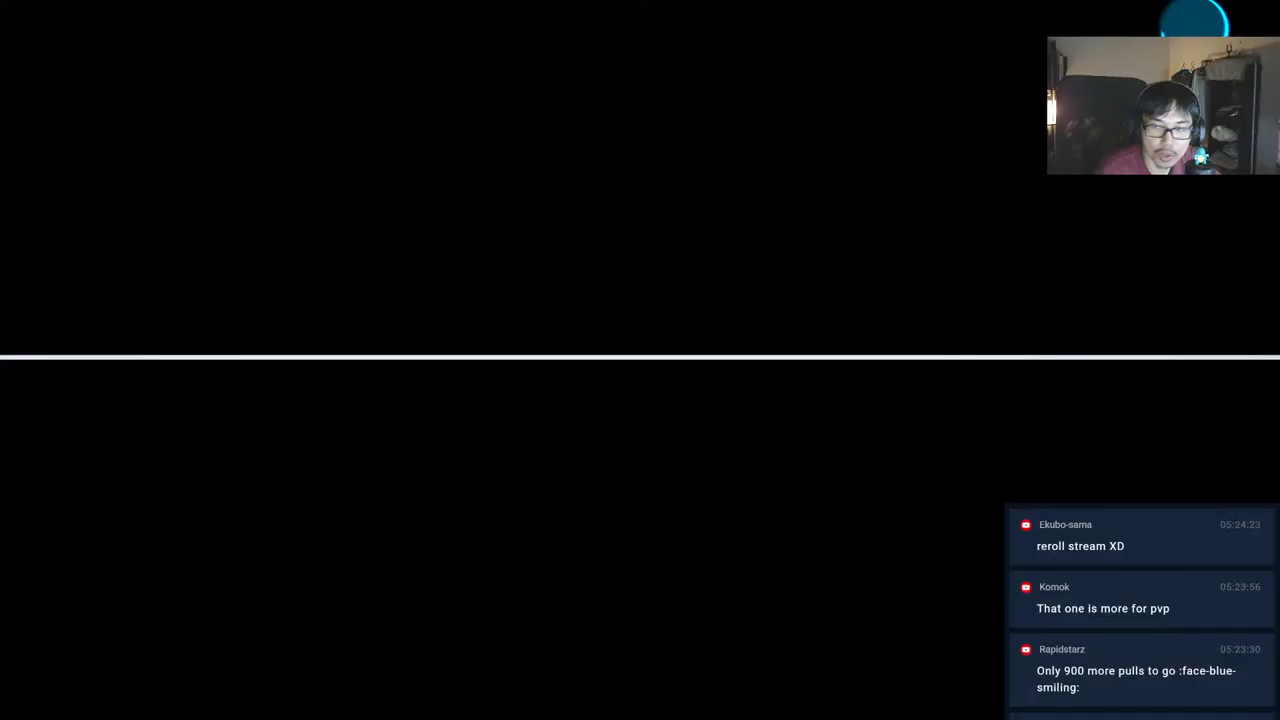 Ekubo-sama 05:24:23
reroll stream XD
Komok 05:23:56
That one is more for pvp
Rapidstarz 05:23:30
Only 900 more pulls to go :face-blue-
smiling: